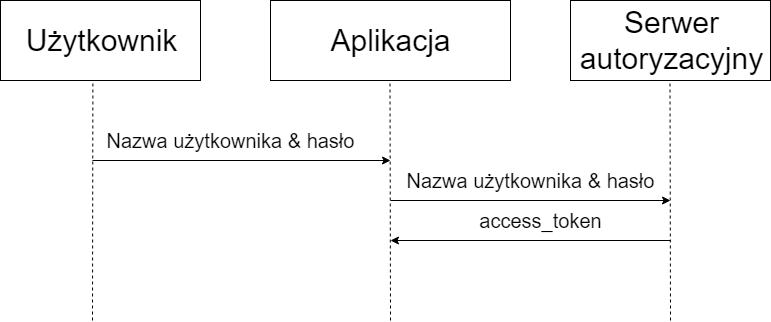 Użytkownik
Aplikacja
Serwer
autoryzacyjny
Nazwa użytkownika & hasło
Nazwa użytkownika & hasło
access_token